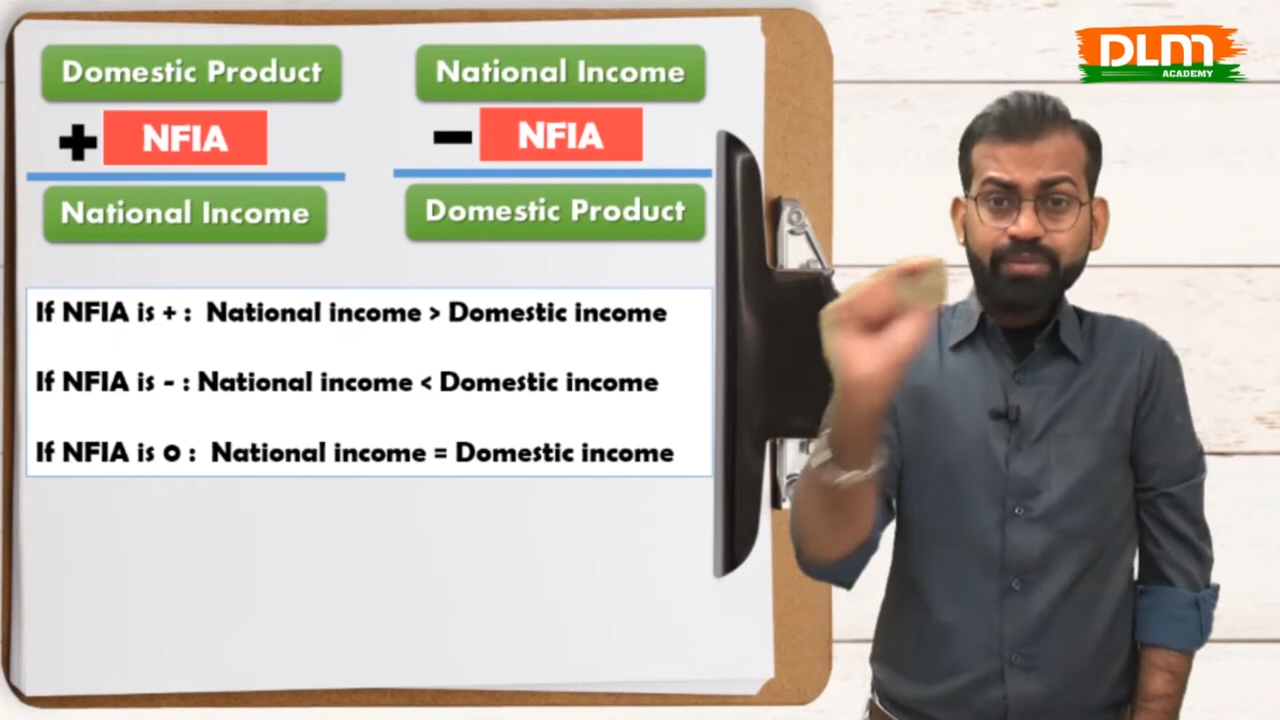 Domestic Product
+ NFIA
National Income
National Income
− NFIA
Domestic Product
If NFIA is + : National income > Domestic income
If NFIA is - : National income < Domestic income
If NFIA is 0 : National income = Domestic income
DLM
ACADEMY